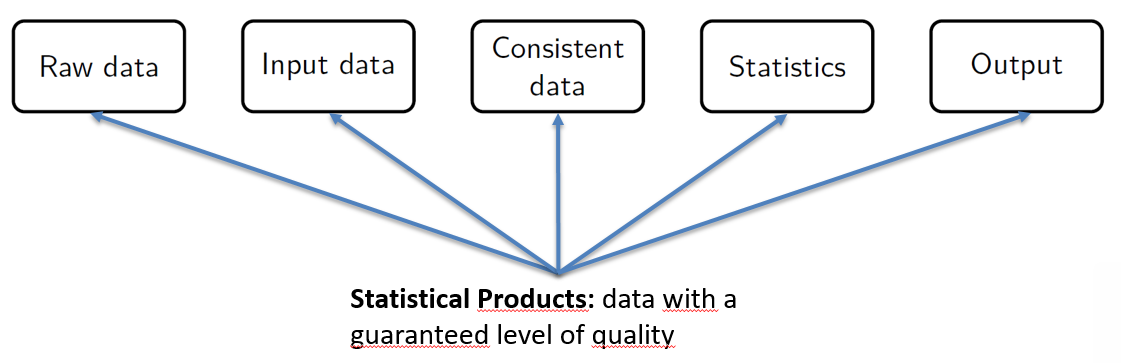 Raw data
Input data
Consistent
data
Statistics
Output
Statistical Products: data with a
guaranteed level of quality